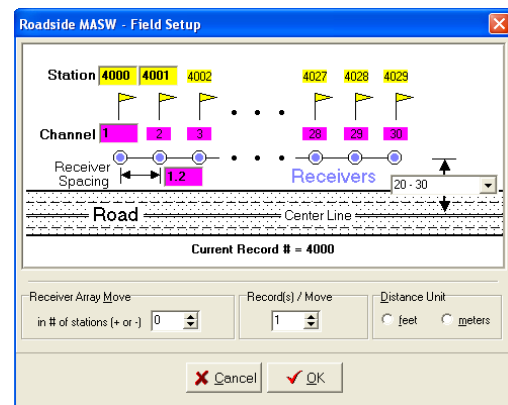 Roadside MASW - Field Setup
Station 4000 4001 4002 4027 4028 4029
Channel 1 2 3 28 29 30
Receiver Spacing
1.2
Receivers
20 - 30
Road
Center Line
Current Record # = 4000
Receiver Array Move
in # of stations (+ or -) 0
Record(s) / Move
1
Distance Unit
feet meters
Cancel OK